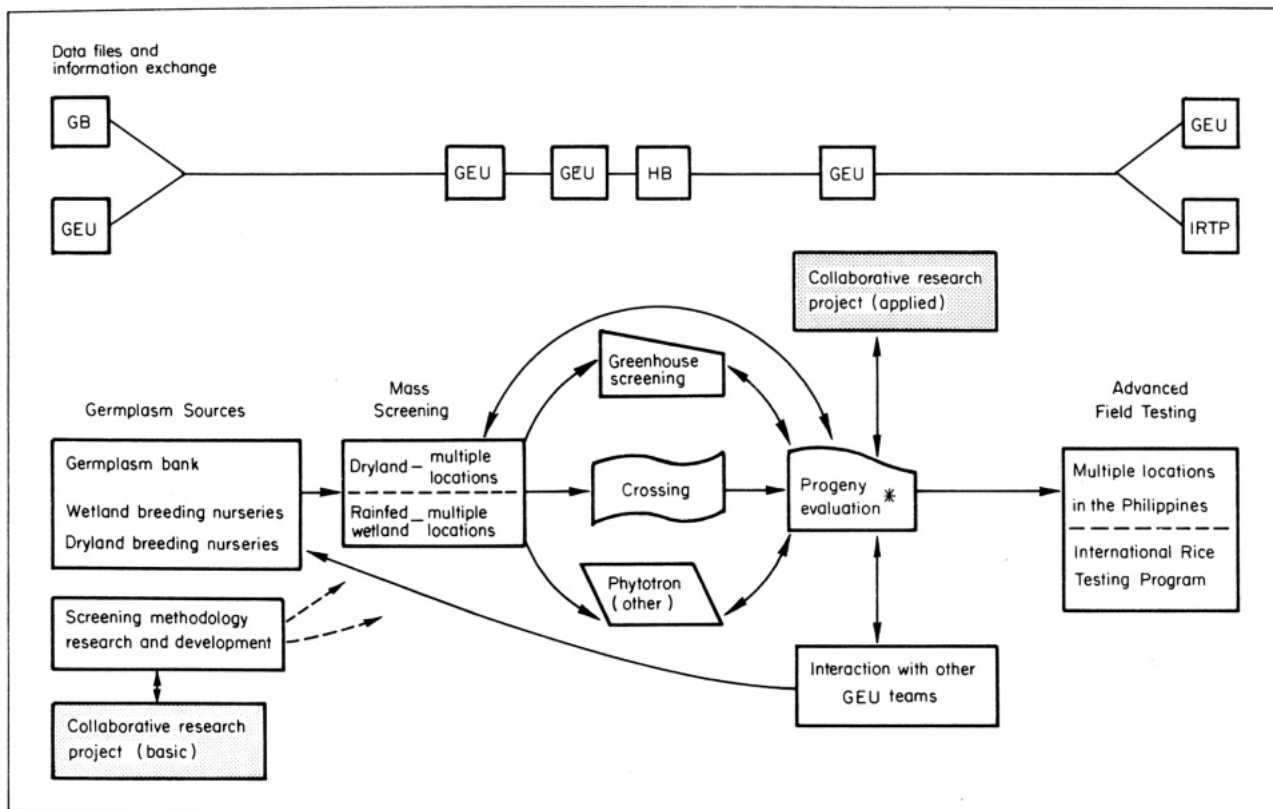 Data files and
information exchange
GB
GEU
GEU
GEU
HB
GEU
GEU
IRTP
Collaborative research
project (applied)
Germplasm Sources
Germplasm bank
Wetland breeding nurseries
Dryland breeding nurseries
Mass
Screening
Dryland – multiple
locations
Rainfed – multiple
wetland locations
Greenhouse
screening
Crossing
Phytotron
(other)
Progeny
evaluation *
Advanced
Field Testing
Multiple locations
in the Philippines
International Rice
Testing Program
Screening methodology
research and development
Collaborative research
project (basic)
Interaction with other
GEU teams